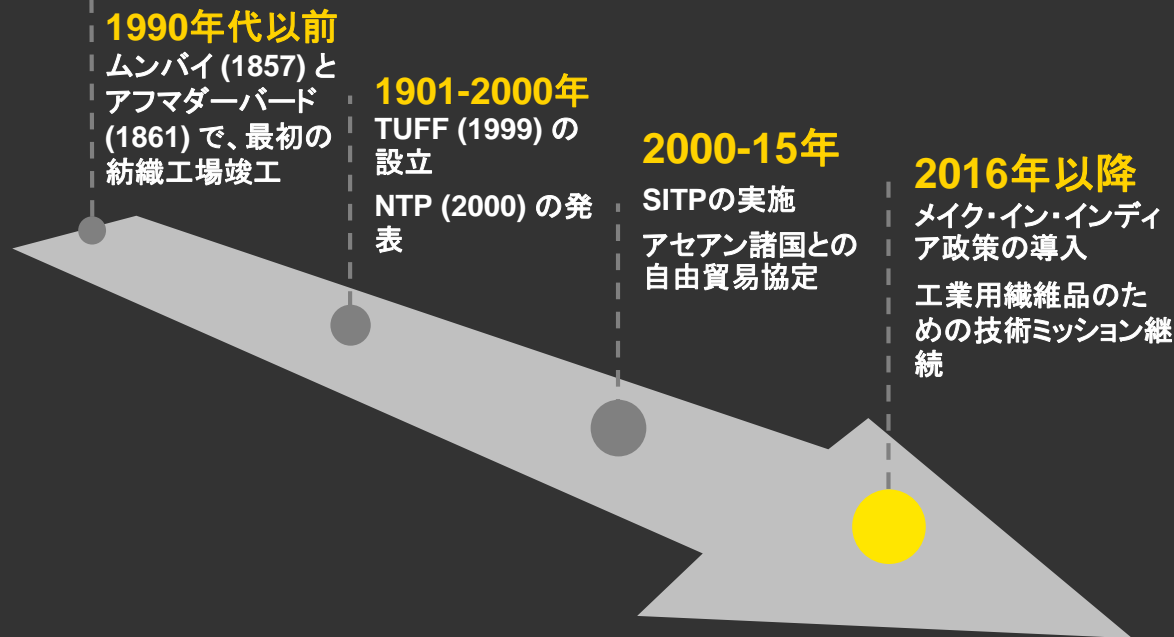 1990年代以前
ムンバイ (1857) と
アフマダーバード
(1861) で、最初の
紡織工場竣工
1901-2000年
TUFF (1999) の
設立
NTP (2000) の発
表
2000-15年
SITPの実施
アセアン諸国との
自由貿易協定
2016年以降
メイク・イン・インディ
ア政策の導入
工業用繊維品のた
めの技術ミッション継
続